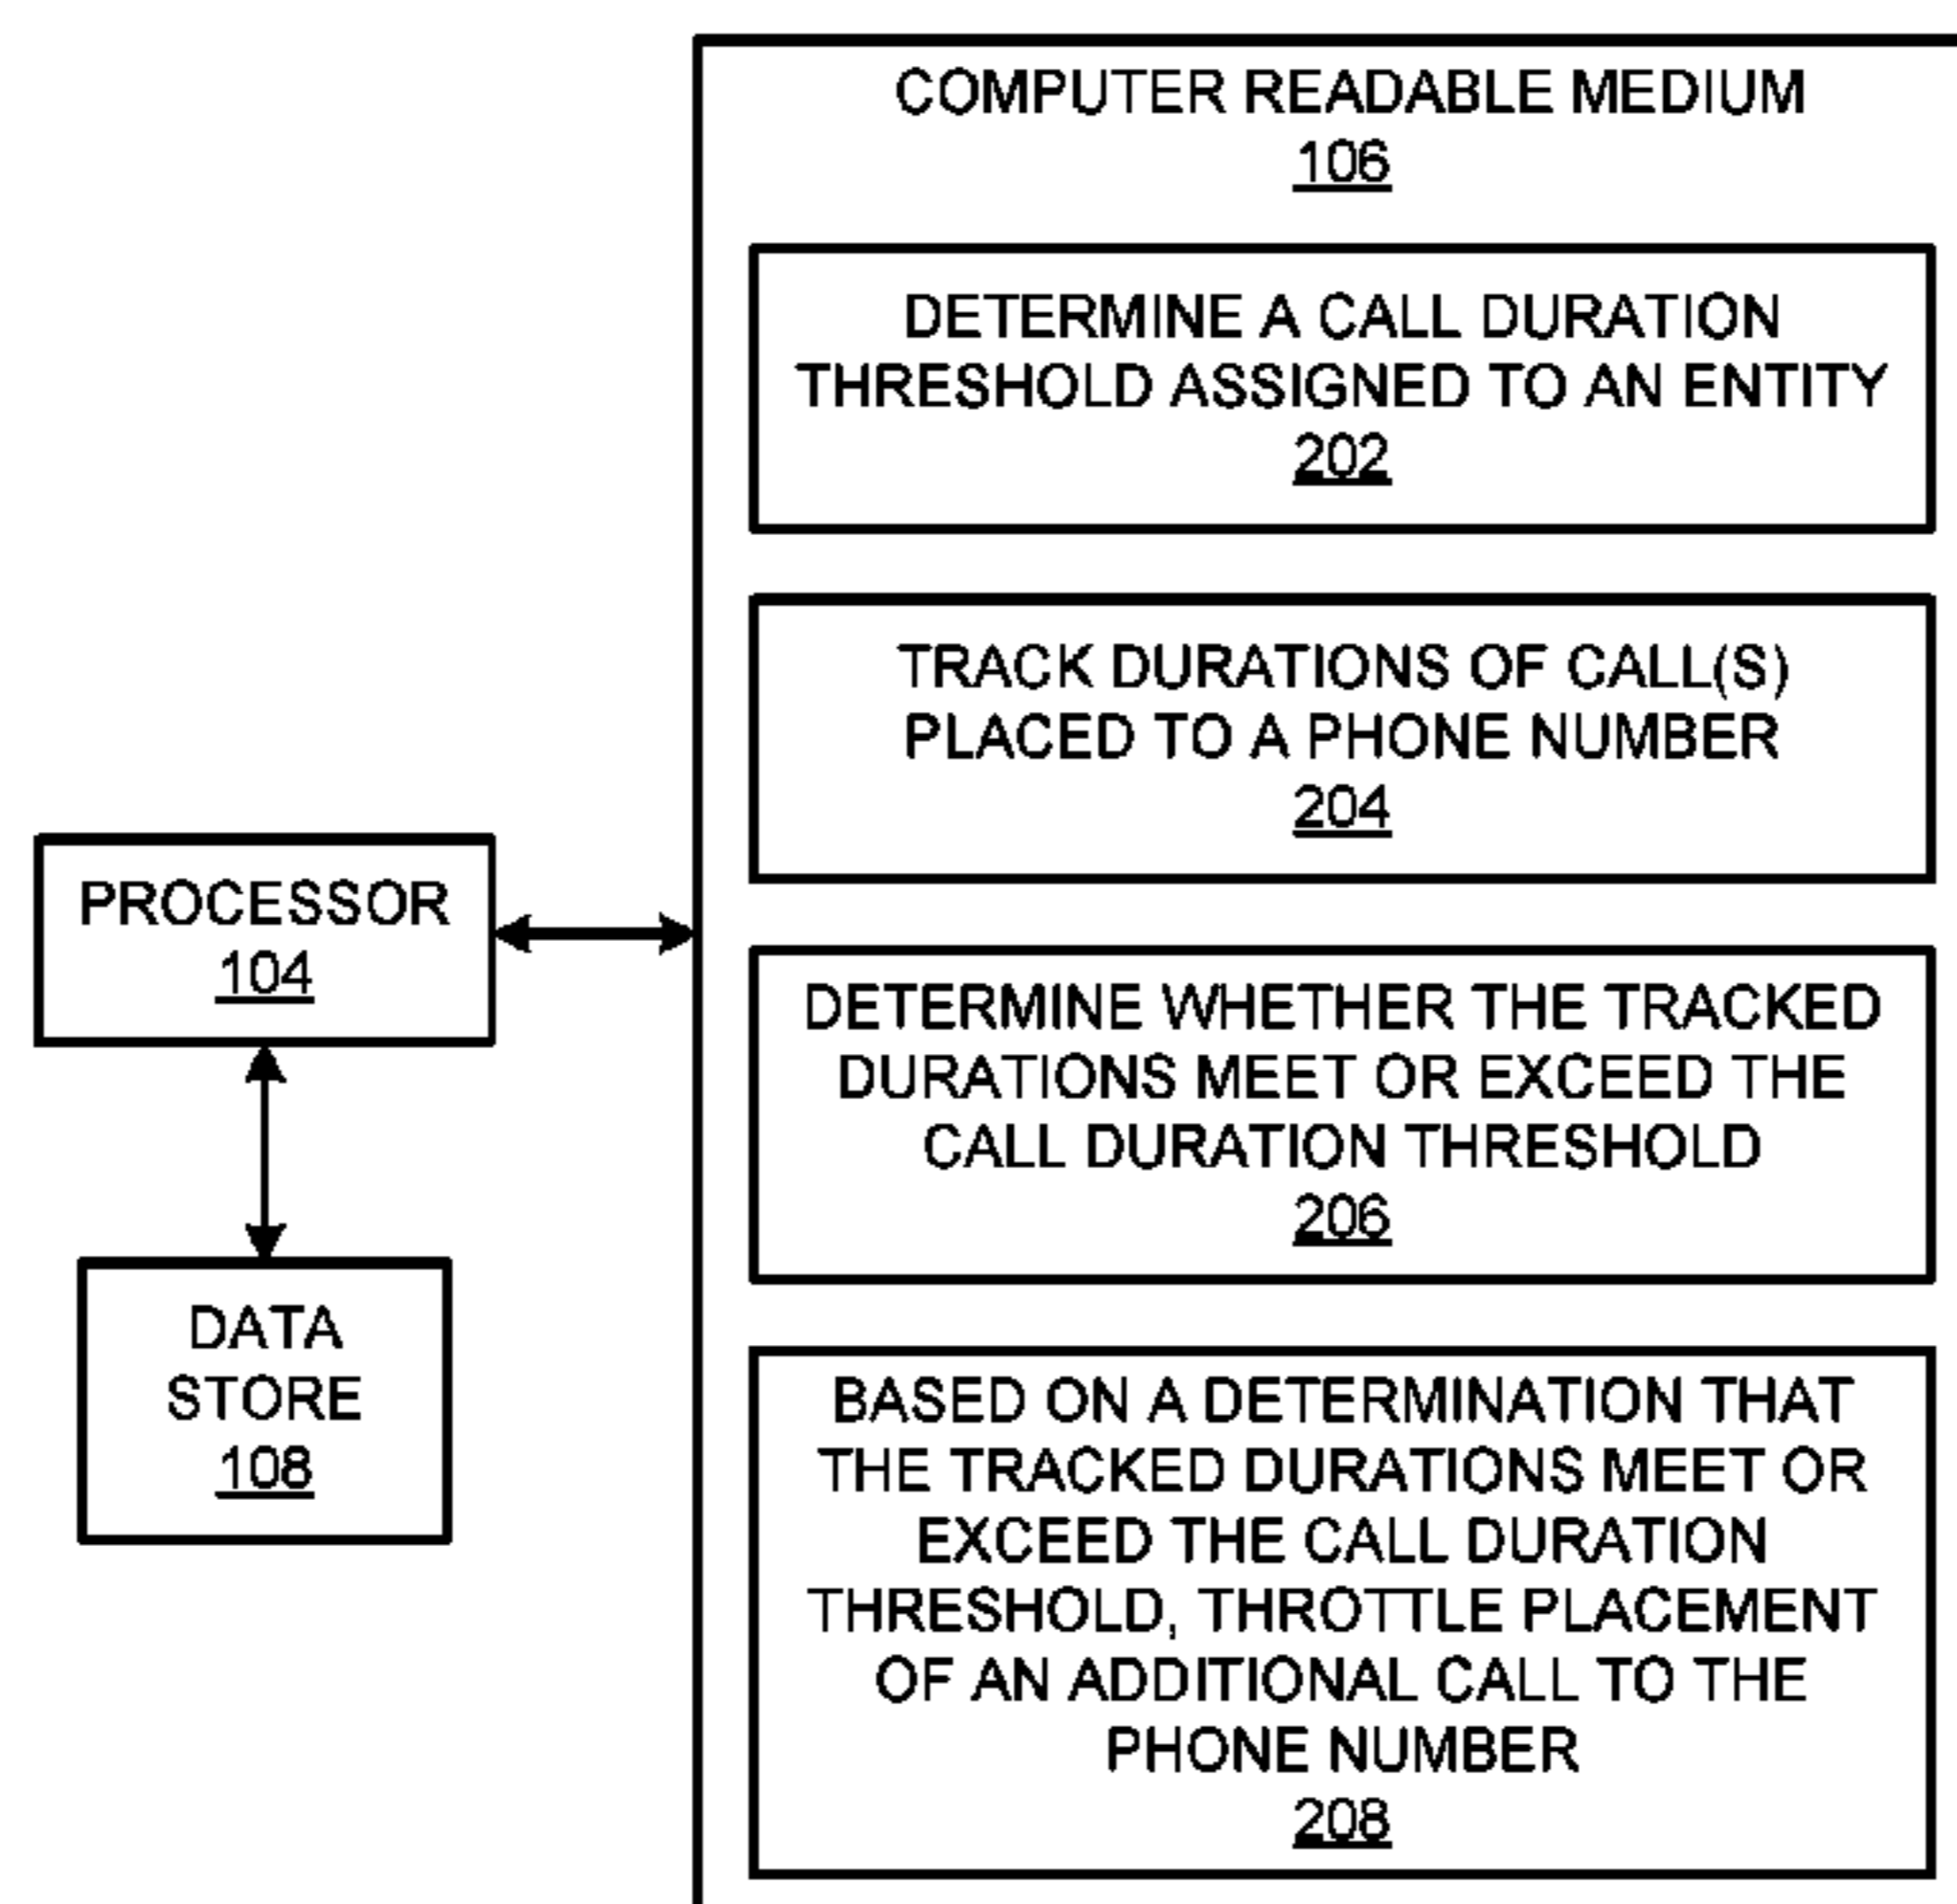 COMPUTER READABLE MEDIUM
106
DETERMINE A CALL DURATION
THRESHOLD ASSIGNED TO AN ENTITY
202
TRACK DURATIONS OF CALL(S)
PLACED TO A PHONE NUMBER
204
PROCESSOR
104
DETERMINE WHETHER THE TRACKED
DURATIONS MEET OR EXCEED THE
CALL DURATION THRESHOLD
206
DATA
STORE
108
BASED ON A DETERMINATION THAT
THE TRACKED DURATIONS MEET OR
EXCEED THE CALL DURATION
THRESHOLD, THROTTLE PLACEMENT
OF AN ADDITIONAL CALL TO THE
PHONE NUMBER
208